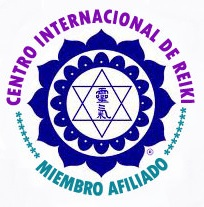 CENTRO INTERNACIONAL DE REIKI
靈氣
MIEMBRO AFILIADO
®